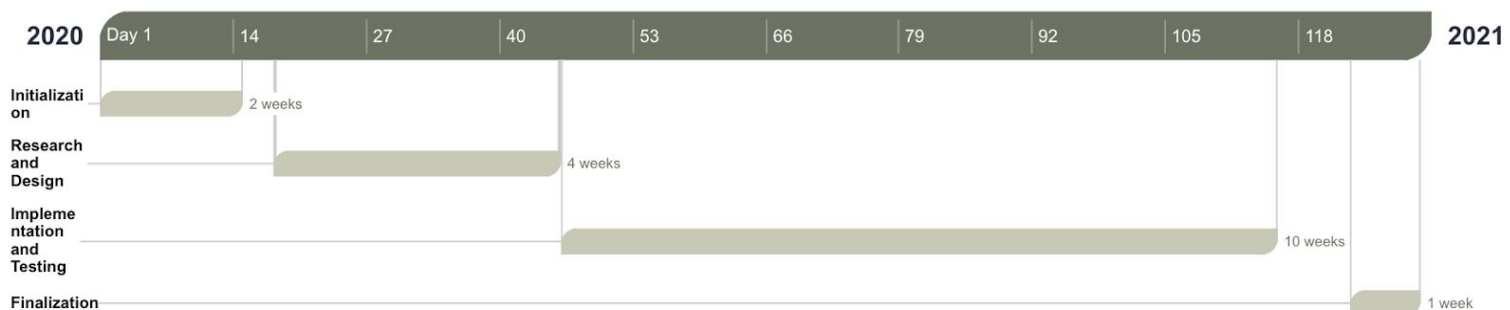 2020 Day 1 14 27 40 53 66 79 92 105 118 2021
Initializati
on
2 weeks
Research
and
Design
4 weeks
Impleme
ntation
and
Testing
10 weeks
Finalization
1 week